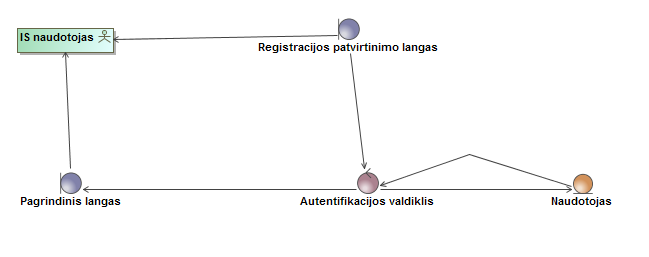 IS naudotojas
Registracijos patvirtinimo langas
Pagrindinis langas
Autentifikacijos valdiklis
Naudotojas